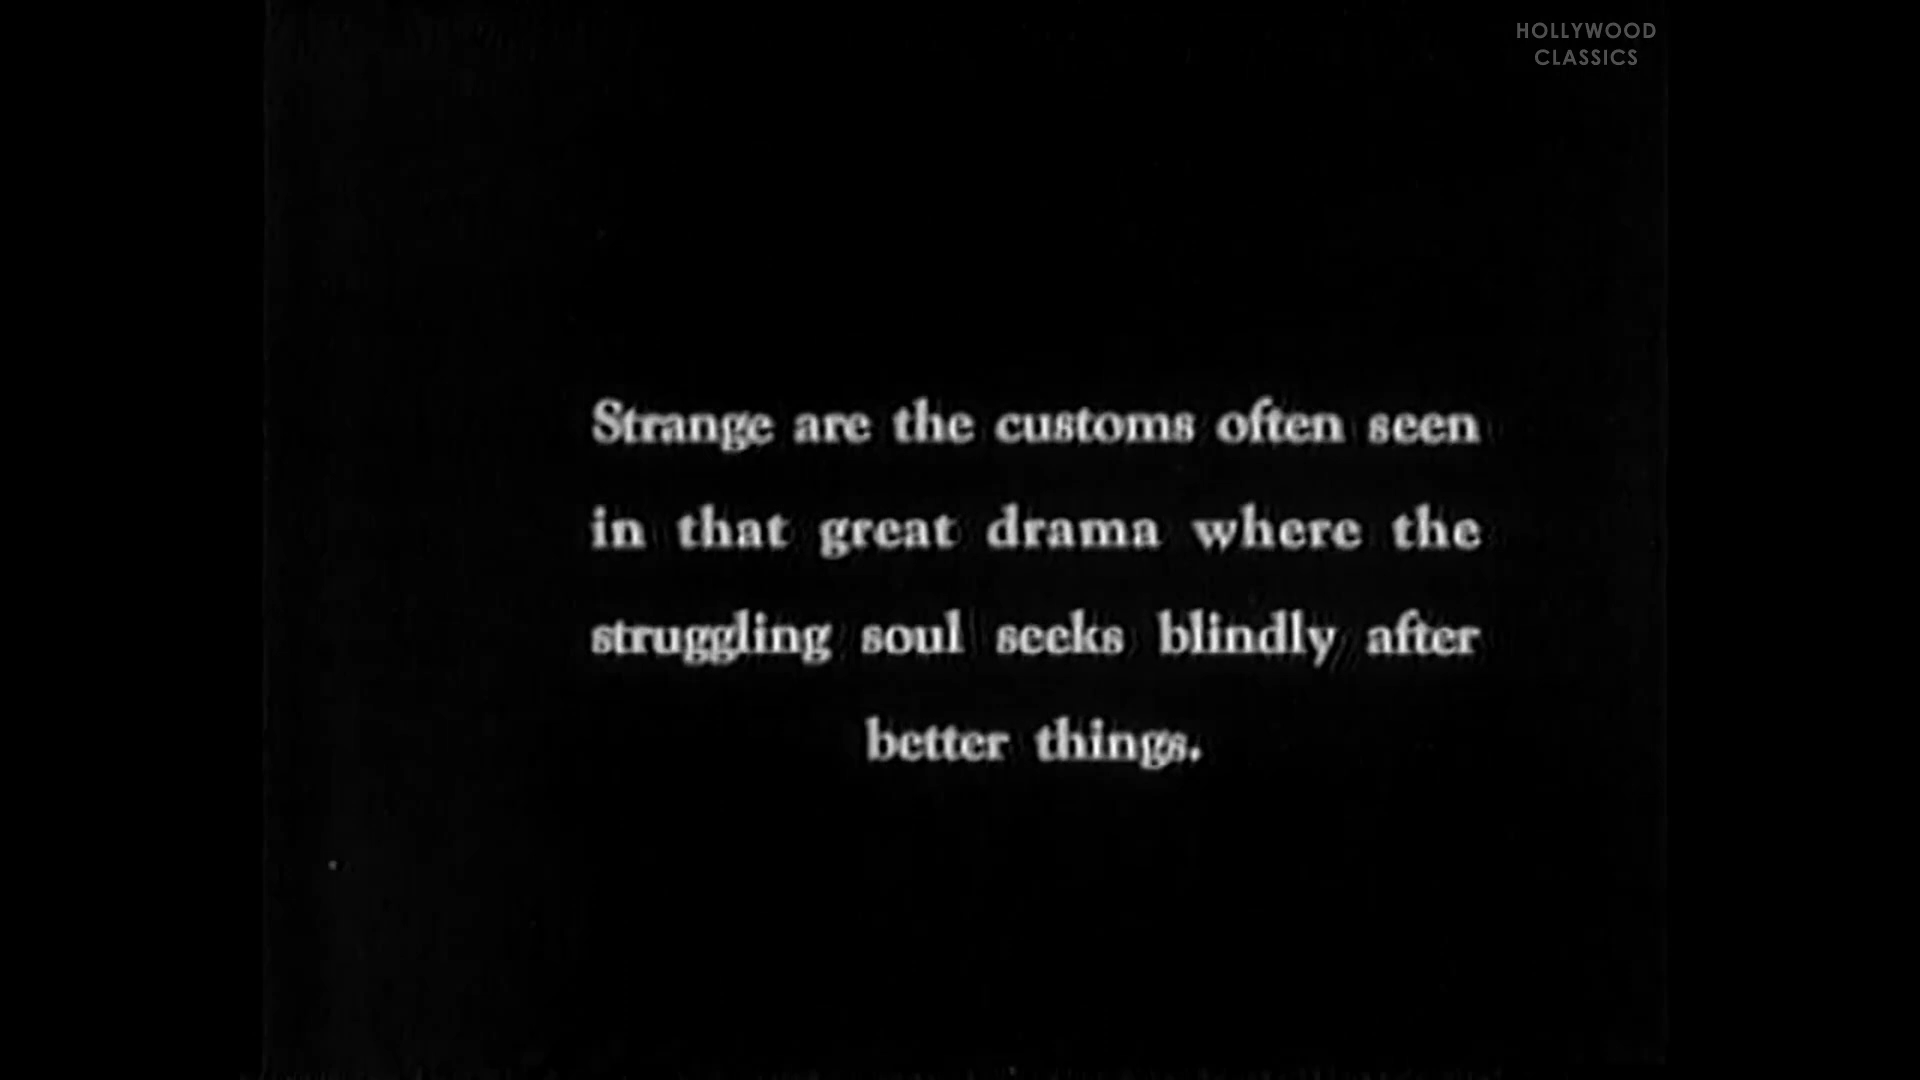 HOLLYWOOD
CLASSICS
Strange are the customs often seen
in that great drama where the
struggling soul seeks blindly after
better things.